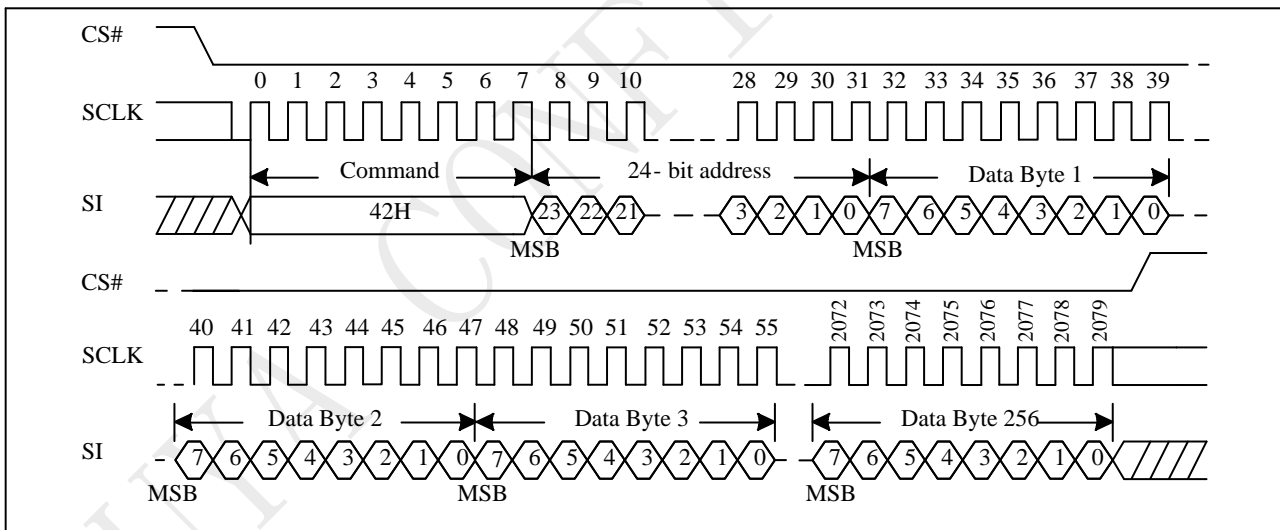 CS#
0 1 2 3 4 5 6 7 8 9 10 28 29 30 31 32 33 34 35 36 37 38 39
SCLK
Command 24- bit address Data Byte 1
SI 42H 23 22 21 3 2 1 0 7 6 5 4 3 2 1 0
MSB MSB
CS#
40 41 42 43 44 45 46 47 48 49 50 51 52 53 54 55 2072 2073 2074 2075 2076 2077 2078 2079
SCLK
Data Byte 2 Data Byte 3 Data Byte 256
SI 7 6 5 4 3 2 1 0 7 6 5 4 3 2 1 0 7 6 5 4 3 2 1 0
MSB MSB MSB